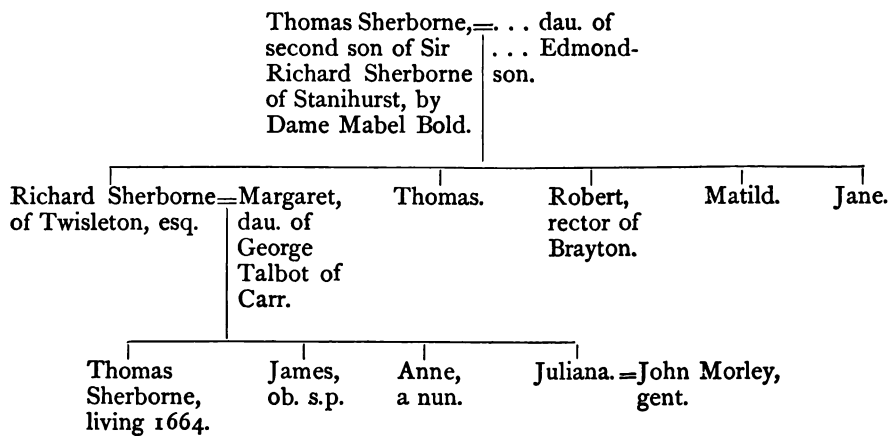 Thomas Sherborne,=. . . dau. of
second son of Sir . . . Edmond-
Richard Sherborne son.
of Stanihurst, by
Dame Mabel Bold.
Richard Sherborne=Margaret, Thomas. Robert, Matild. Jane.
of Twisleton, esq. dau. of rector of
George Brayton.
Talbot of
Carr.
Thomas James, Anne, Juliana.=John Morley,
Sherborne, ob. s.p. a nun. gent.
living 1664.